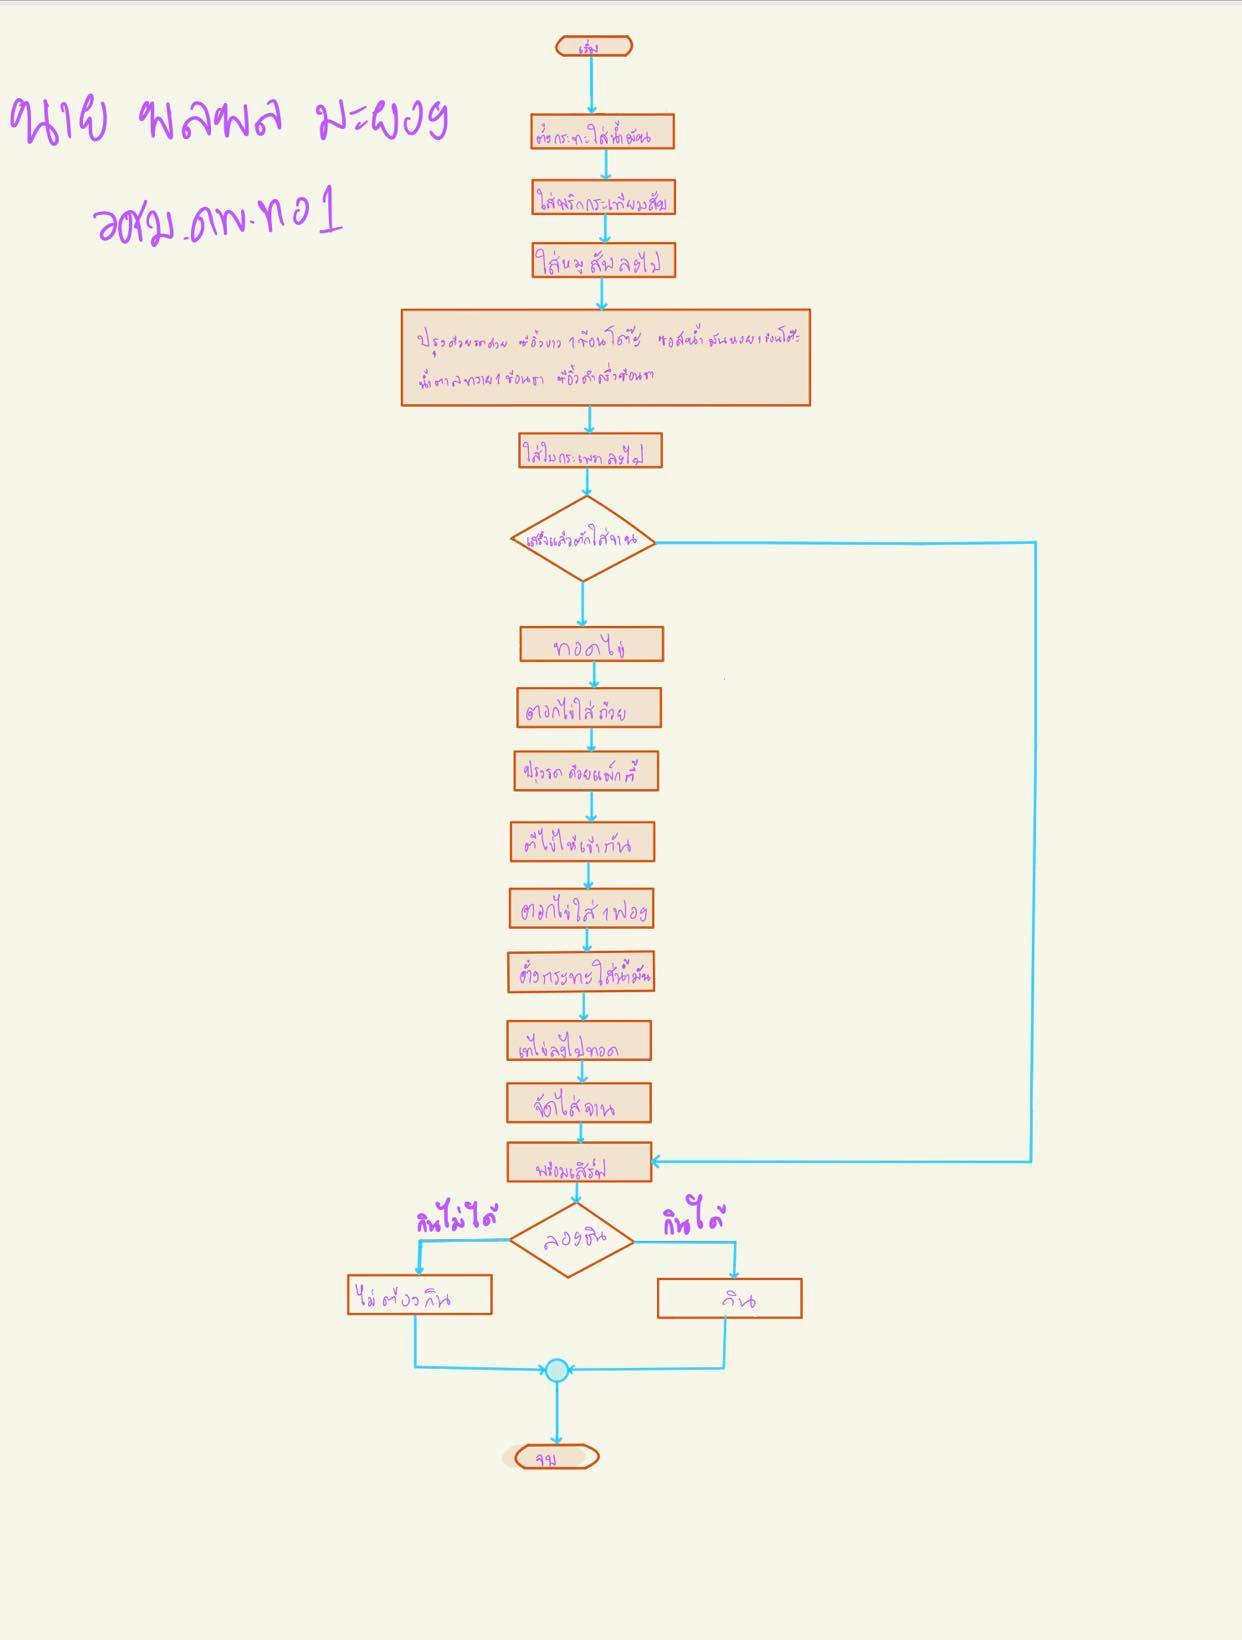 เริ่ม
นาย พลพล มะยอง
วศม.ดพ.ทอ1
ตั้งกระทะใส่น้ำมัน
ใส่พริกกระเทียมสับ
ใส่หมูสับลงไป
ปรุงด้วยรสด้วย ซีอิ้วขาว 1 ช้อนโต๊ะ ซอสน้ำมันหอย 1 ช้อนโต๊ะ
น้ำตาลทราย 1 ช้อนชา ซีอิ้วดำครึ่งช้อนชา
ใส่ใบกระเพราลงไป
เสร็จแล้วตักใส่จาน
ทอดไข่
ตอกไข่ใส่ถ้วย
ปรุงรสด้วยแม็กกี้
ตีไข่ให้เข้ากัน
ตอกไข่ใส่ 1 ฟอง
ตั้งกระทะใส่น้ำมัน
เทไข่ลงไปทอด
จัดใส่จาน
พร้อมเสิร์ฟ
กินไม่ได้
กินได้
ลองชิม
ไม่ต้องกิน
กิน
จบ